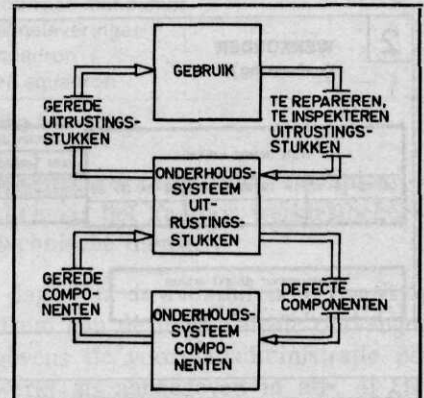 GEBRUIK
GEREDE
UITRUSTINGS-
STUKKEN
TE REPAREREN,
TE INSPEKTEREN
UITRUSTINGS-
STUKKEN
ONDERHOUDS-
SYSTEEM
UIT-
RUSTINGS-
STUKKEN
GEREDE
COMPO-
NENTEN
DEFECTE
COMPONENTEN
ONDERHOUDS-
SYSTEEM
COMPO-
NENTEN